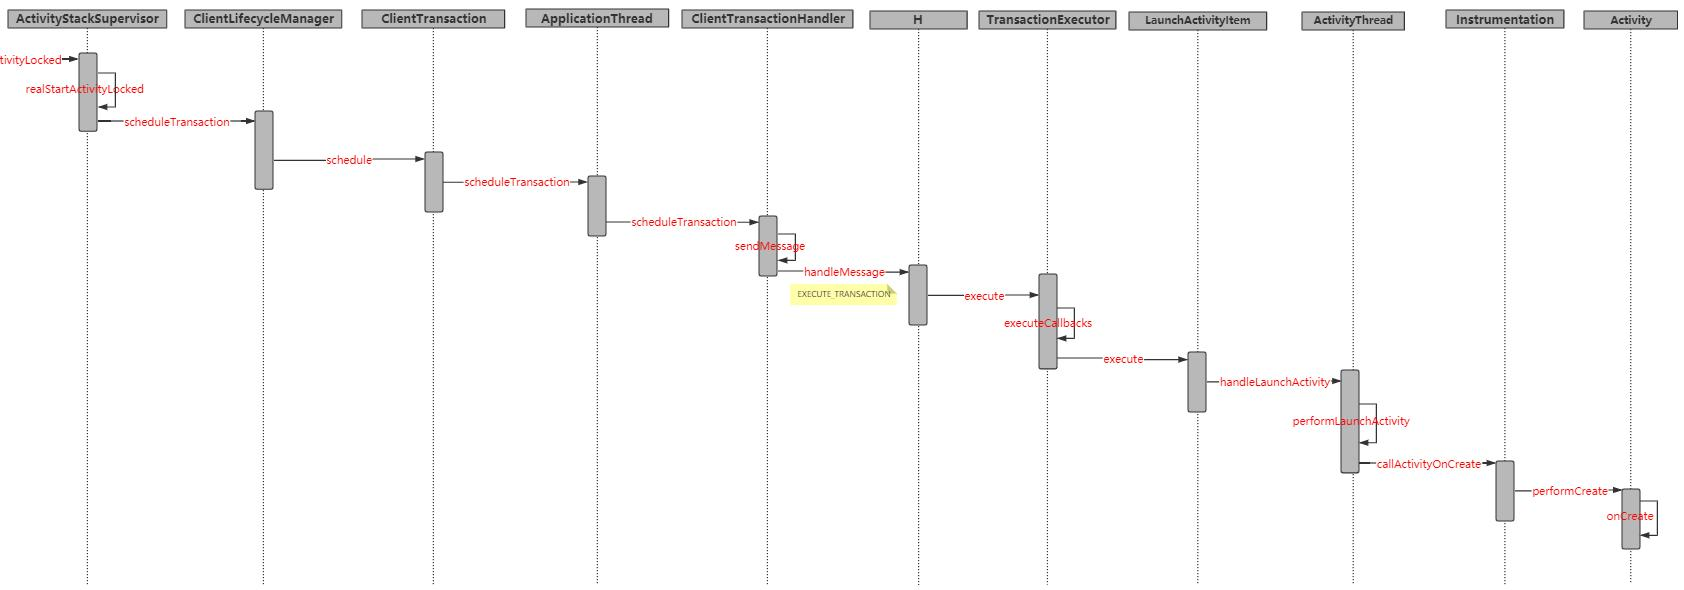 ActivityStackSupervisor
ClientLifecycleManager
ClientTransaction
ApplicationThread
ClientTransactionHandler
H
TransactionExecutor
LaunchActivityItem
ActivityThread
Instrumentation
Activity
tivityLocked
realStartActivityLocked
scheduleTransaction
schedule
scheduleTransaction
scheduleTransaction
sendMessage
handleMessage
EXECUTE_TRANSACTION
execute
executeCallbacks
execute
handleLaunchActivity
performLaunchActivity
callActivityOnCreate
performCreate
onCreate